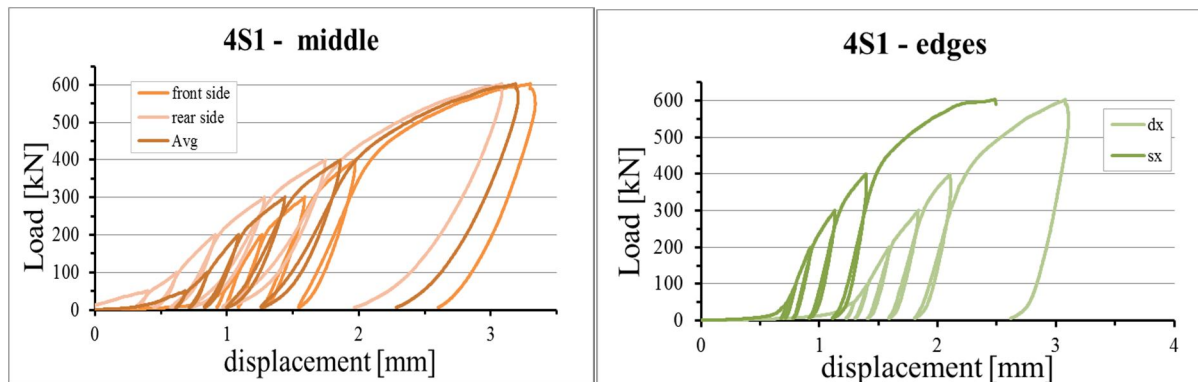 4S1 - middle
Load [kN]
600
500
400
300
200
100
0
front side
rear side
Avg
0
1
2
3
displacement [mm]
4S1 - edges
Load [kN]
600
500
400
300
200
100
0
dx
sx
0
1
2
3
4
displacement [mm]